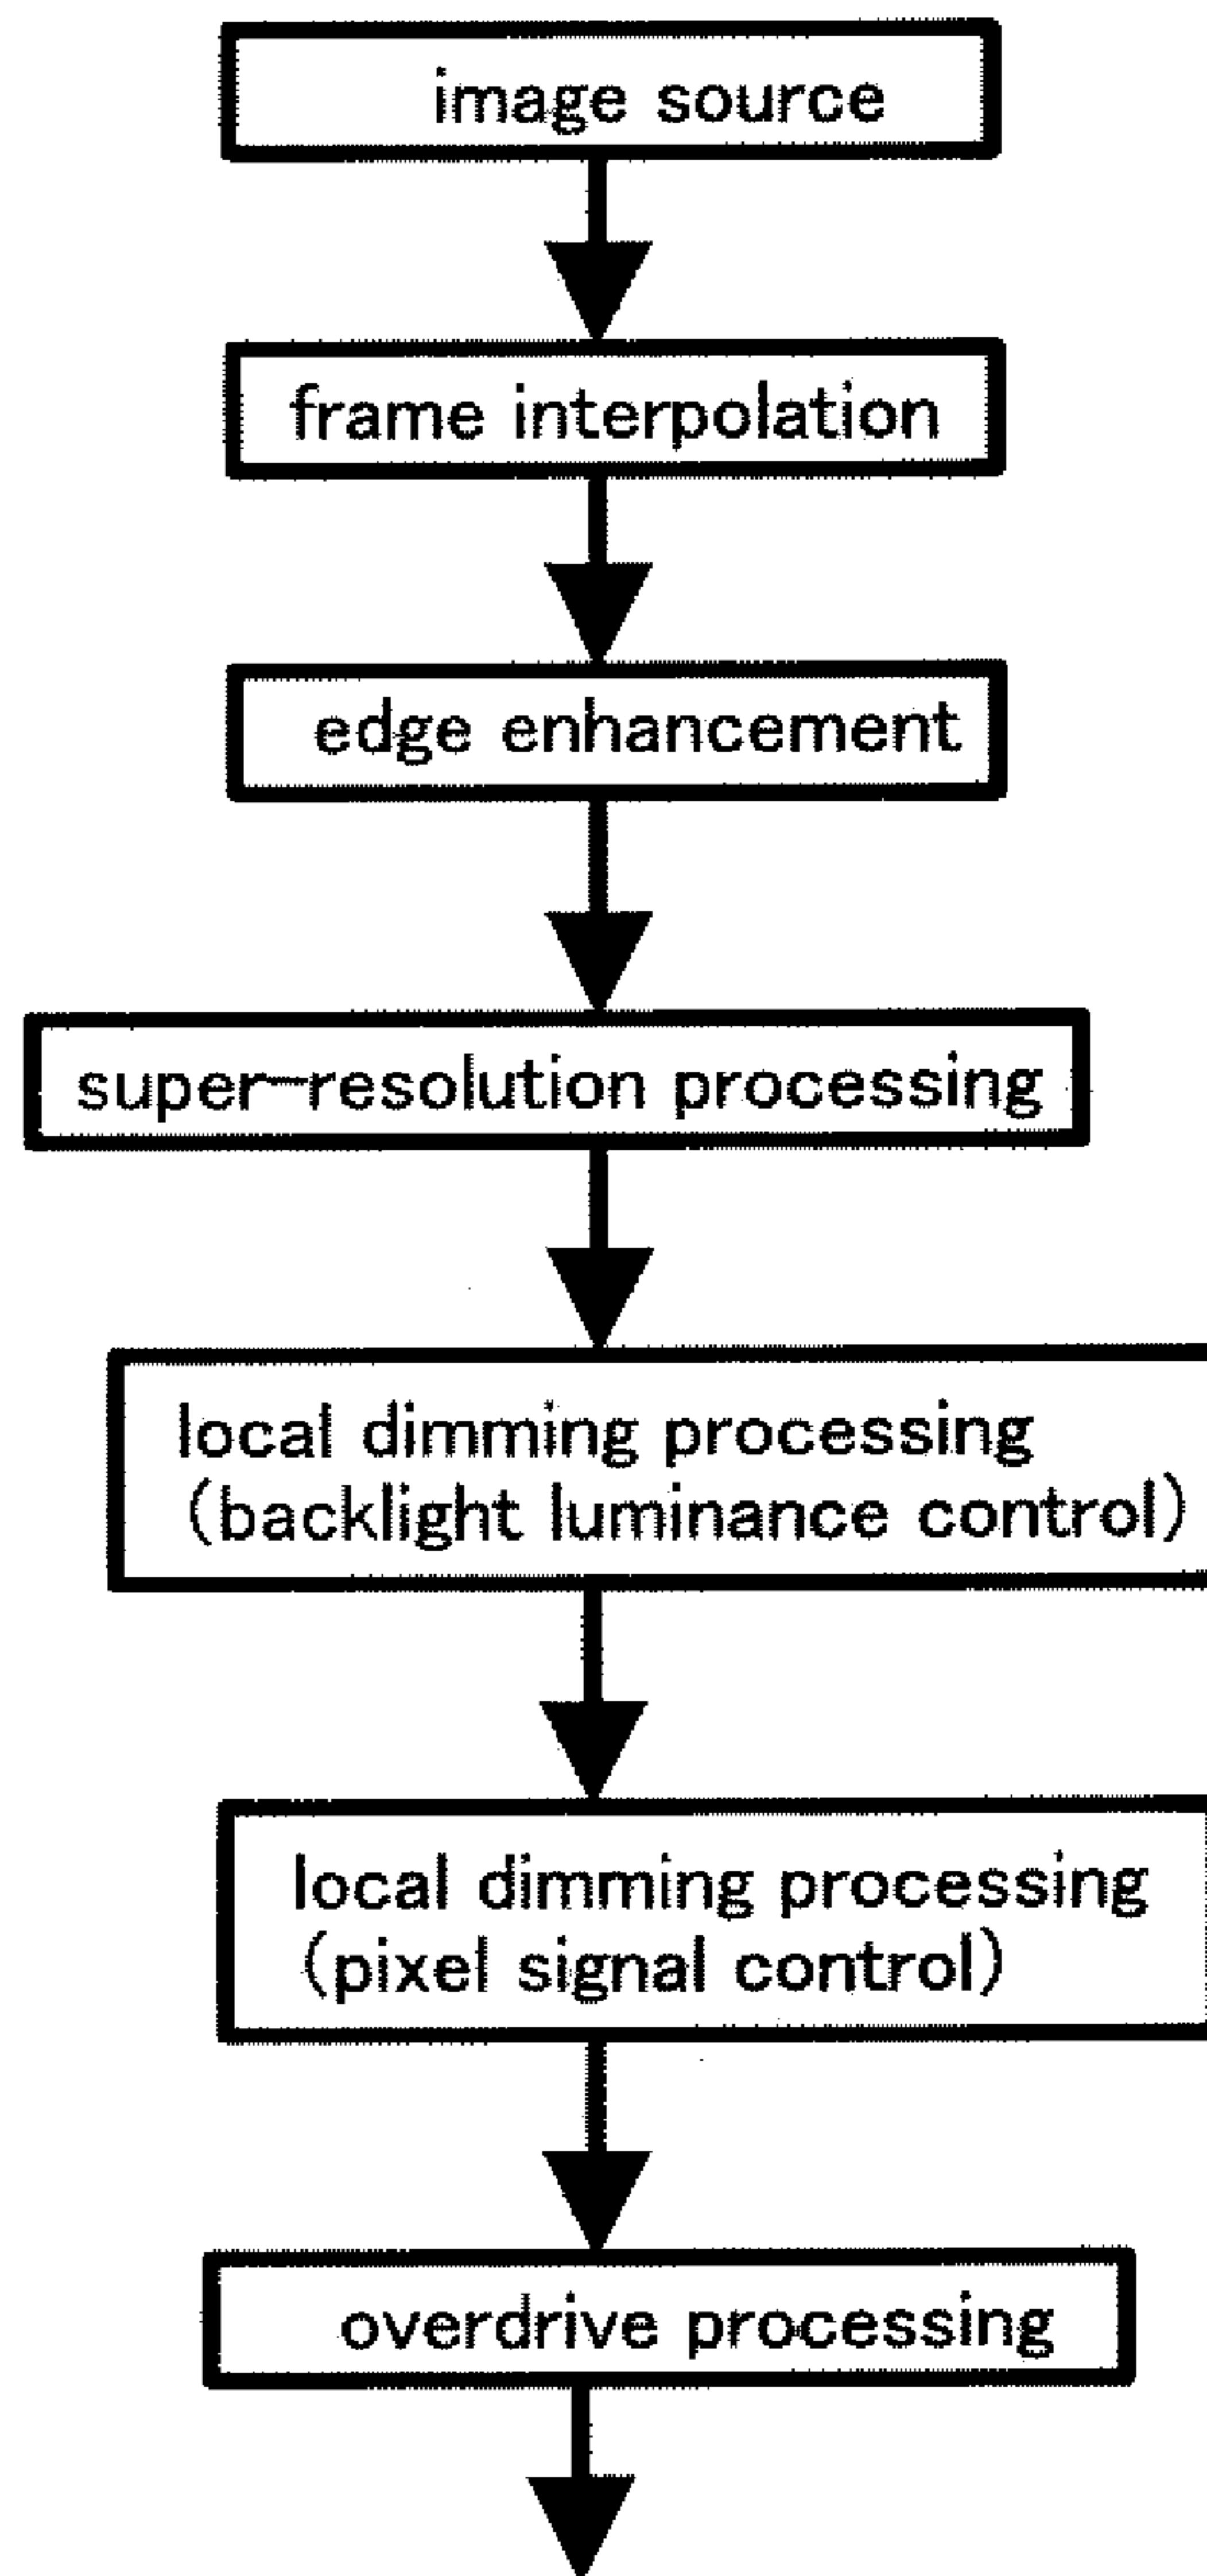 image source
frame interpolation
edge enhancement
super-resolution processing
local dimming processing
(backlight luminance control)
local dimming processing
(pixel signal control)
overdrive processing